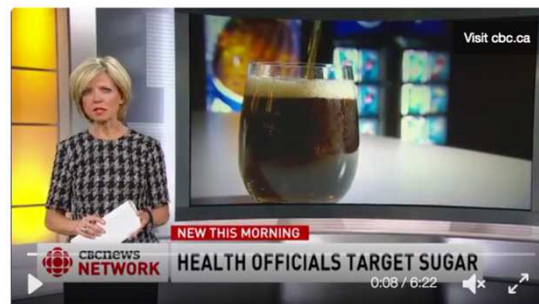 Visit cbc.ca
NEW THIS MORNING
CBCNEWS
NETWORK
HEALTH OFFICIALS TARGET SUGAR
0:08 / 6:22